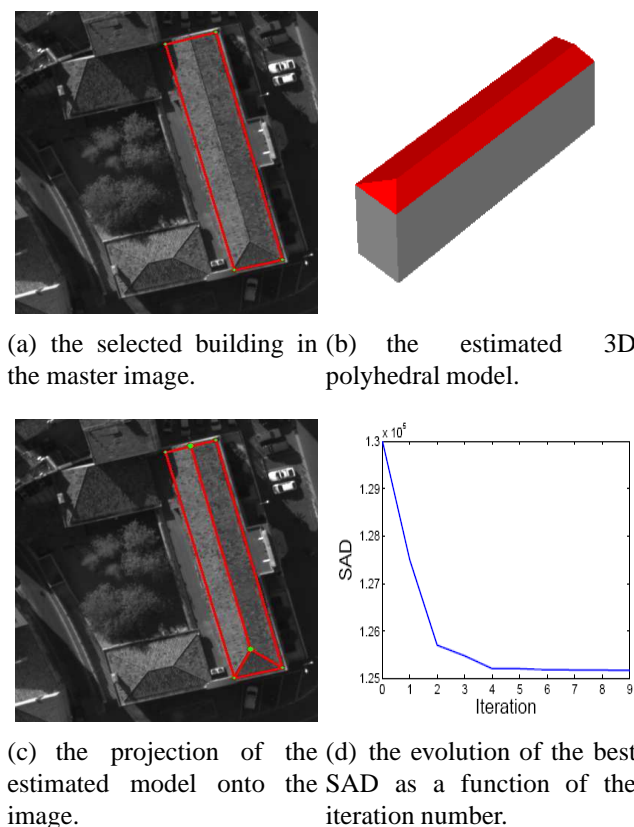 (a) the selected building in
the master image.
(b) the estimated 3D
polyhedral model.
× 10^5
1.3
1.29
1.28
1.27
1.26
1.25
SAD
0 1 2 3 4 5 6 7 8 9
Iteration
(c) the projection of the
estimated model onto the
image.
(d) the evolution of the best
SAD as a function of the
iteration number.